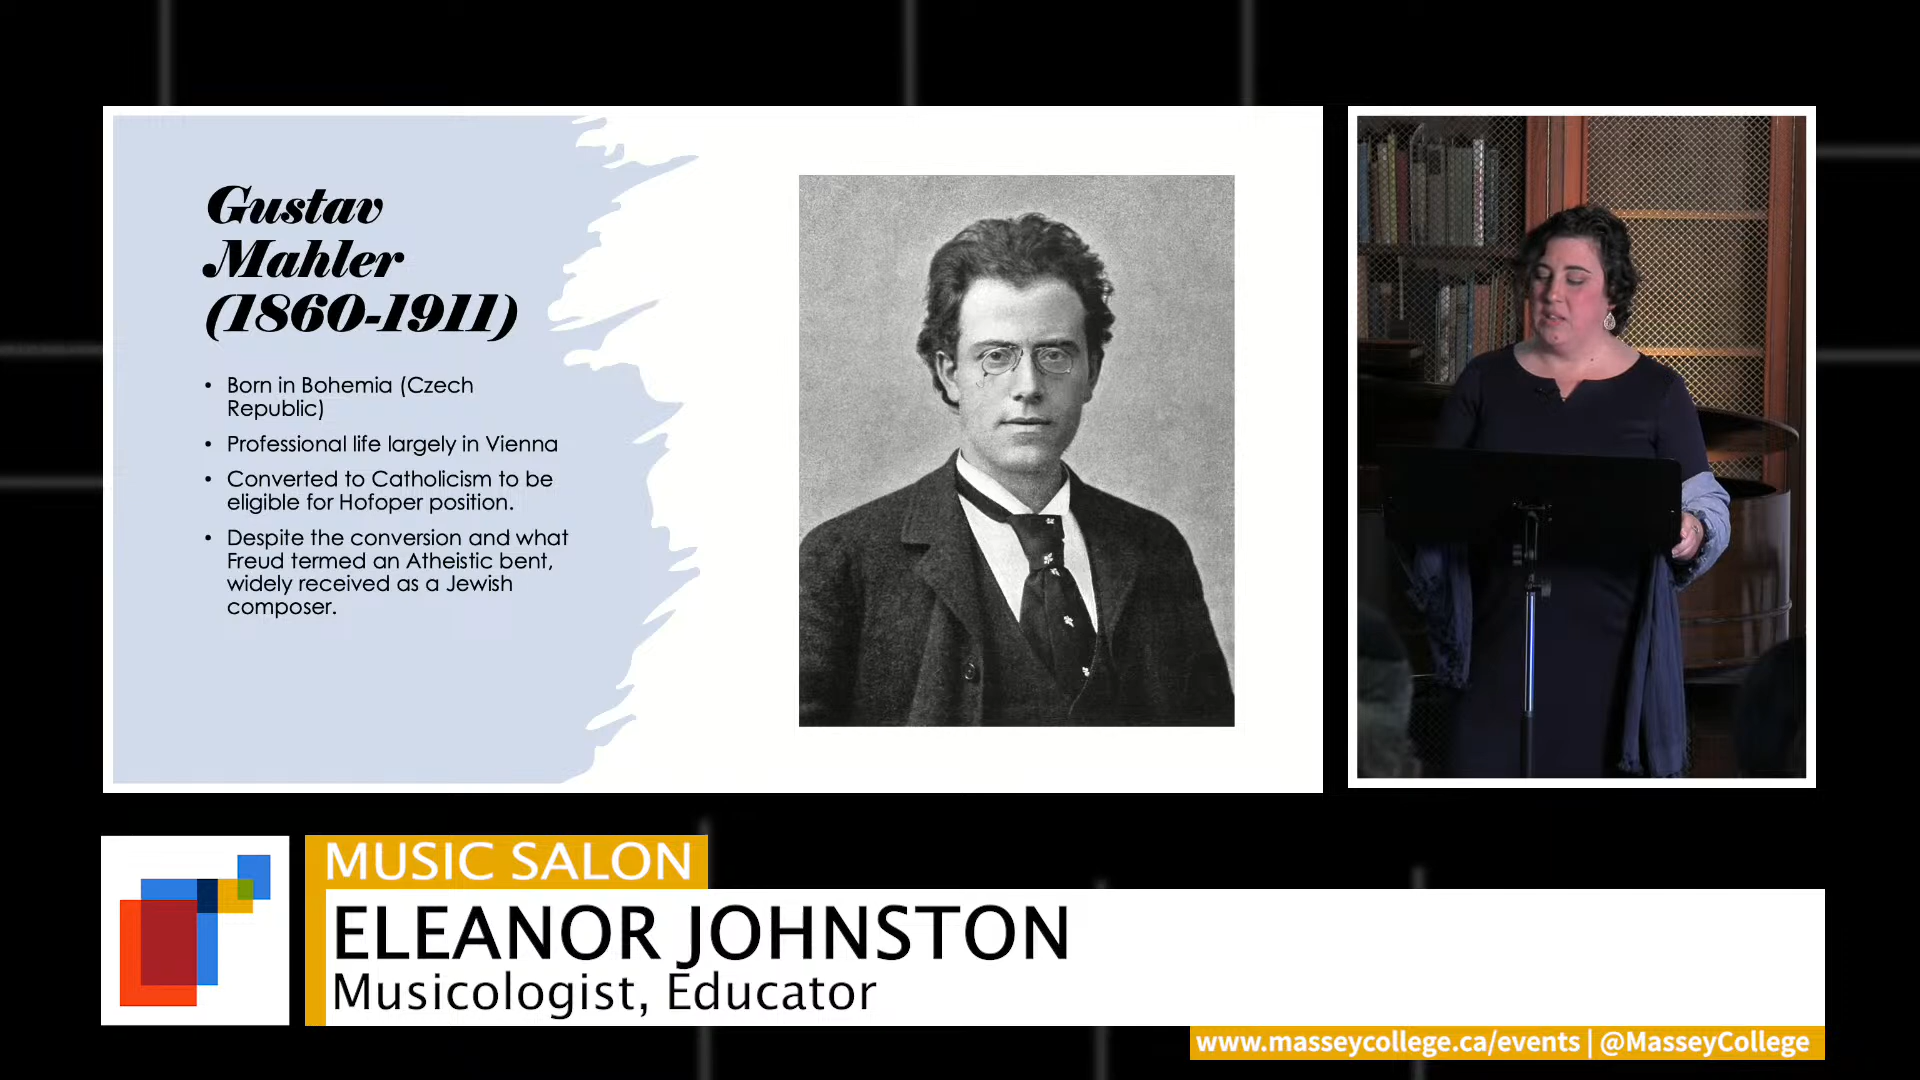 Gustav
Mahler
(1860-1911)
• Born in Bohemia (Czech
Republic)
• Professional life largely in Vienna
• Converted to Catholicism to be
eligible for Hofoper position.
• Despite the conversion and what
Freud termed an Atheistic bent,
widely received as a Jewish
composer.
MUSIC SALON
ELEANOR JOHNSTON
Musicologist, Educator
www.masseycollege.ca/events | @MasseyCollege